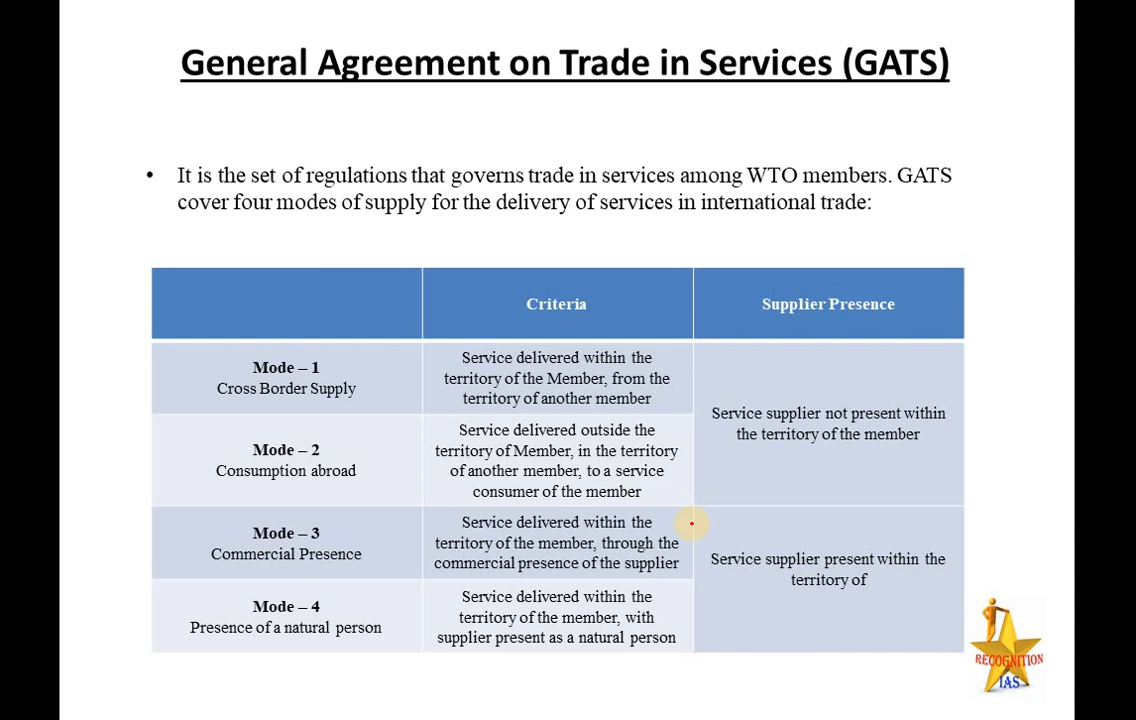 General Agreement on Trade in Services (GATS)
• It is the set of regulations that governs trade in services among WTO members. GATS
cover four modes of supply for the delivery of services in international trade:
Criteria
Supplier Presence
Mode – 1
Cross Border Supply
Service delivered within the
territory of the Member, from the
territory of another member
Service supplier not present within
the territory of the member
Mode – 2
Consumption abroad
Service delivered outside the
territory of Member, in the territory
of another member, to a service
consumer of the member
Mode – 3
Commercial Presence
Service delivered within the
territory of the member, through the
commercial presence of the supplier
Service supplier present within the
territory of
Mode – 4
Presence of a natural person
Service delivered within the
territory of the member, with
supplier present as a natural person
RECOGNITION
IAS